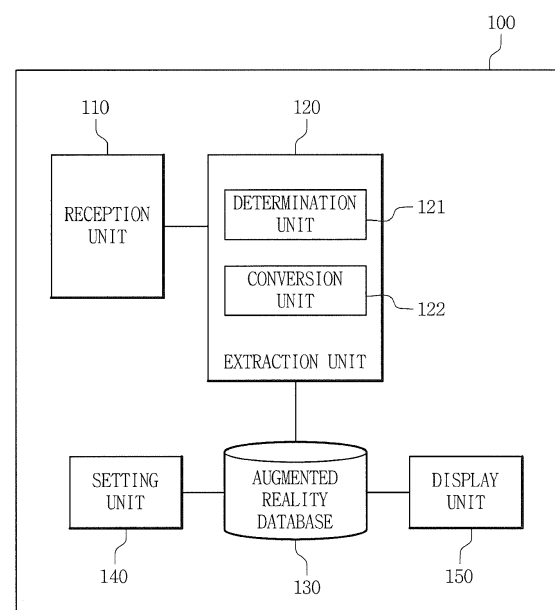 100
110
120
RECEPTION
UNIT
DETERMINATION
UNIT
121
CONVERSION
UNIT
122
EXTRACTION UNIT
SETTING
UNIT
AUGMENTED
REALITY
DATABASE
DISPLAY
UNIT
140
130
150